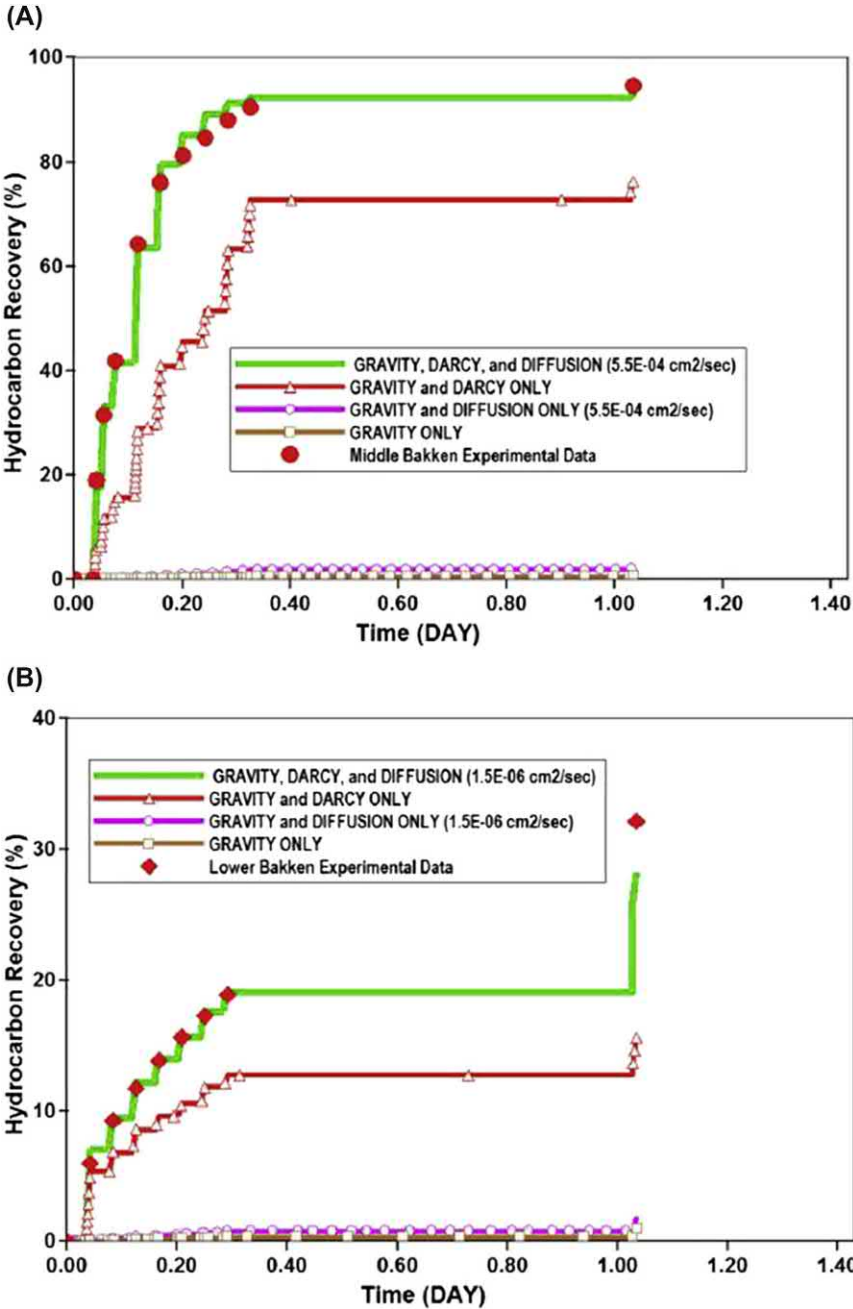 (A)
100
80
60
40
20
0
Hydrocarbon Recovery (%)
GRAVITY, DARCY, and DIFFUSION (5.5E-04 cm2/sec)
GRAVITY and DARCY ONLY
GRAVITY and DIFFUSION ONLY (5.5E-04 cm2/sec)
GRAVITY ONLY
Middle Bakken Experimental Data
0.00 0.20 0.40 0.60 0.80 1.00 1.20 1.40
Time (DAY)
(B)
40
30
20
10
0
Hydrocarbon Recovery (%)
GRAVITY, DARCY, and DIFFUSION (1.5E-06 cm2/sec)
GRAVITY and DARCY ONLY
GRAVITY and DIFFUSION ONLY (1.5E-06 cm2/sec)
GRAVITY ONLY
Lower Bakken Experimental Data
0.00 0.20 0.40 0.60 0.80 1.00 1.20
Time (DAY)